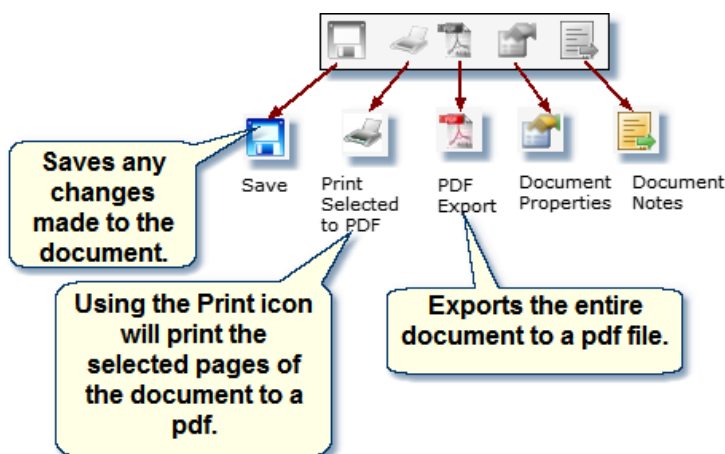 Saves any
changes
made to the
document.
Save
Print
Selected
to PDF
PDF
Export
Document
Properties
Document
Notes
Using the Print icon
will print the
selected pages of
the document to a
pdf.
Exports the entire
document to a pdf file.